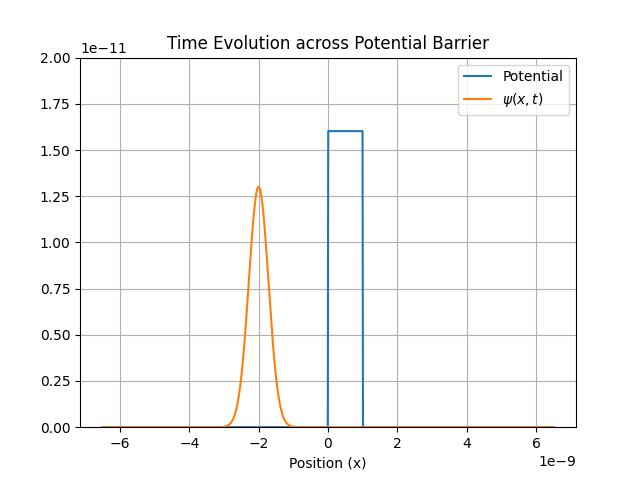 Time Evolution across Potential Barrier
1e−11
2.00
1.75
1.50
1.25
1.00
0.75
0.50
0.25
0.00
Potential
ψ(x, t)
−6 −4 −2 0 2 4 6
1e−9
Position (x)